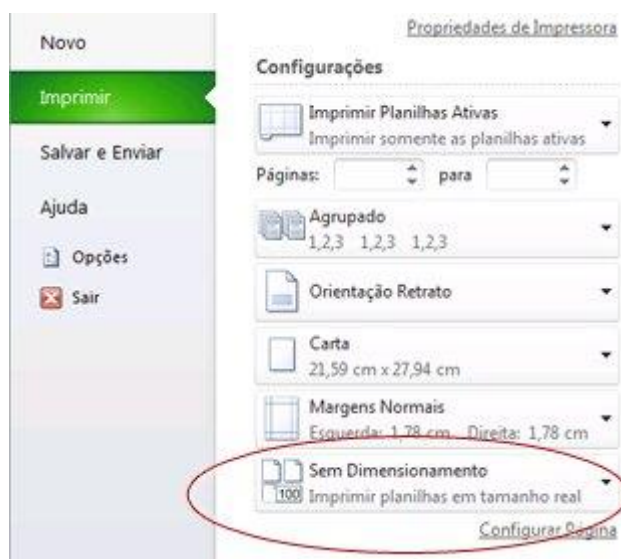 Novo
Imprimir
Salvar e Enviar
Ajuda
Opções
Sair
Propriedades de Impressora
Configurações
Imprimir Planilhas Ativas
Imprimir somente as planilhas ativas
Páginas: para
Agrupado
1,2,3 1,2,3 1,2,3
Orientação Retrato
Carta
21,59 cm x 27,94 cm
Margens Normais
Esquerda: 1,78 cm Direita: 1,78 cm
Sem Dimensionamento
100 Imprimir planilhas em tamanho real
Configurar Página